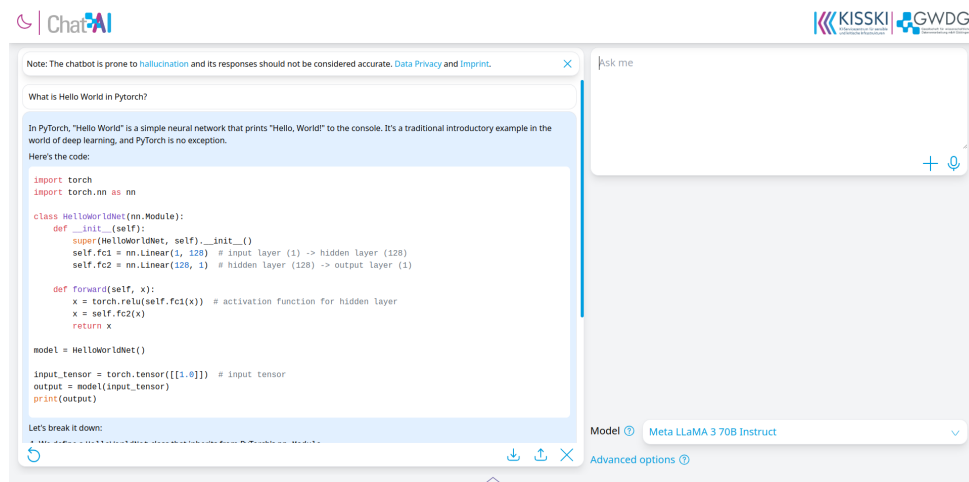 Chat AI
KISSKI
GWDG
Note: The chatbot is prone to hallucination and its responses should not be considered accurate. Data Privacy and Imprint.
What is Hello World in Pytorch?
In PyTorch, "Hello World" is a simple neural network that prints "Hello, World!" to the console. It's a traditional introductory example in the
world of deep learning, and PyTorch is no exception.
Here's the code:
import torch
import torch.nn as nn
class HelloWorldNet(nn.Module):
    def __init__(self):
        super(HelloWorldNet, self).__init__()
        self.fc1 = nn.Linear(1, 128)  # input layer (1) -> hidden layer (128)
        self.fc2 = nn.Linear(128, 1)  # hidden layer (128) -> output layer (1)
    def forward(self, x):
        x = torch.relu(self.fc1(x))  # activation function for hidden layer
        x = self.fc2(x)
        return x
model = HelloWorldNet()
input_tensor = torch.tensor([[1.0]])  # input tensor
output = model(input_tensor)
print(output)
Let's break it down:
Ask me
Model
Meta LLaMA 3 70B Instruct
Advanced options